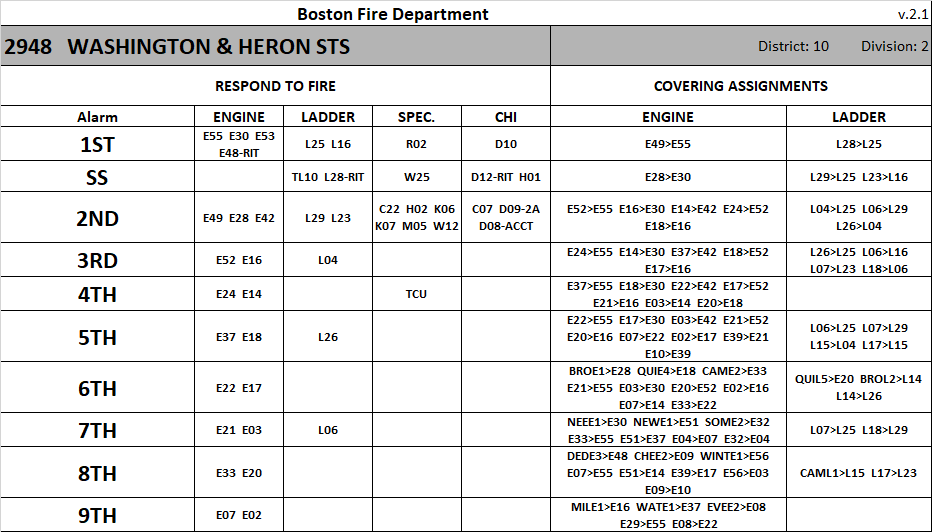 Boston Fire Department v.2.1
2948 WASHINGTON & HERON STS District: 10 Division: 2
RESPOND TO FIRE COVERING ASSIGNMENTS
Alarm ENGINE LADDER SPEC. CHI ENGINE LADDER
1ST E55 E30 E53 L25 L16 R02 D10 E49>E55 L28>L25
E48-RIT
SS TL10 L28-RIT W25 D12-RIT H01 E28>E30 L29>L25 L23>L16
2ND E49 E28 E42 L29 L23 C22 H02 K06 C07 D09-2A E52>E55 E16>E30 E14>E42 E24>E52 L04>L25 L06>L29
K07 M05 W12 D08-ACCT E18>E16 L26>L04
3RD E52 E16 L04 E24>E55 E14>E30 E37>E42 E18>E52 L26>L25 L06>L16
E17>E16 L07>L23 L18>L06
4TH E24 E14 TCU E37>E55 E18>E30 E22>E42 E17>E52
E21>E16 E03>E14 E20>E18
5TH E37 E18 L26 E22>E55 E17>E30 E03>E42 E21>E52 L06>L25 L07>L29
E20>E16 E07>E22 E02>E17 E39>E21 L15>L04 L17>L15
E10>E39
6TH E22 E17 BROE1>E28 QUIE4>E18 CAME2>E33 QUIL5>E20 BROL2>L14
E21>E55 E03>E30 E20>E52 E02>E16 L14>L26
E07>E14 E33>E22
7TH E21 E03 L06 NEEE1>E30 NEWE1>E51 SOME2>E32 L07>L25 L18>L29
E33>E55 E51>E37 E04>E07 E32>E04
8TH E33 E20 DEDE3>E48 CHEE2>E09 WINTE1>E56 CAML1>L15 L17>L23
E07>E55 E51>E14 E39>E17 E56>E03
E09>E10
9TH E07 E02 MILE1>E16 WATE1>E37 EVEE2>E08
E29>E55 E08>E22